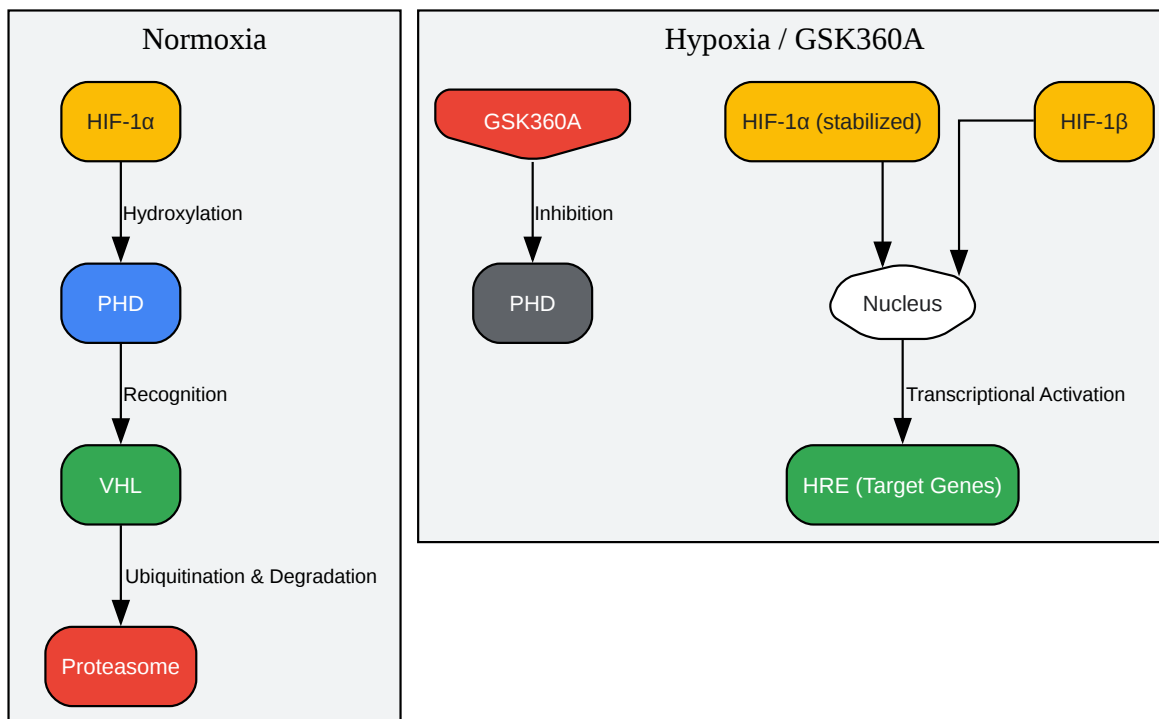 Normoxia
HIF-1α
Hydroxylation
PHD
Recognition
VHL
Ubiquitination & Degradation
Proteasome
Hypoxia / GSK360A
GSK360A
HIF-1α (stabilized)
HIF-1β
Inhibition
PHD
Nucleus
Transcriptional Activation
HRE (Target Genes)